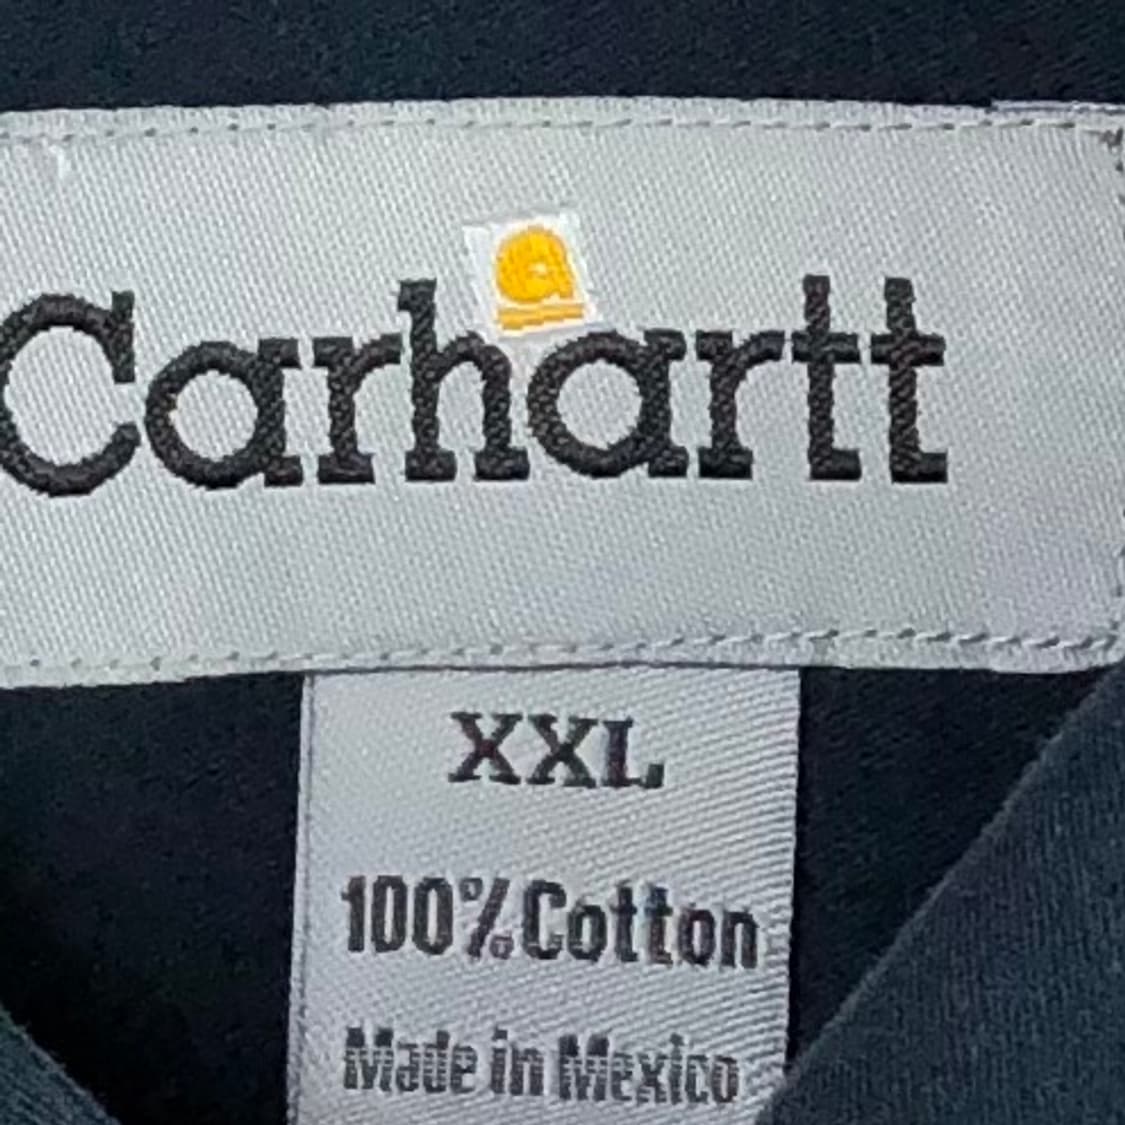 Carhartt
XXL
100% Cotton
Made in Mexico